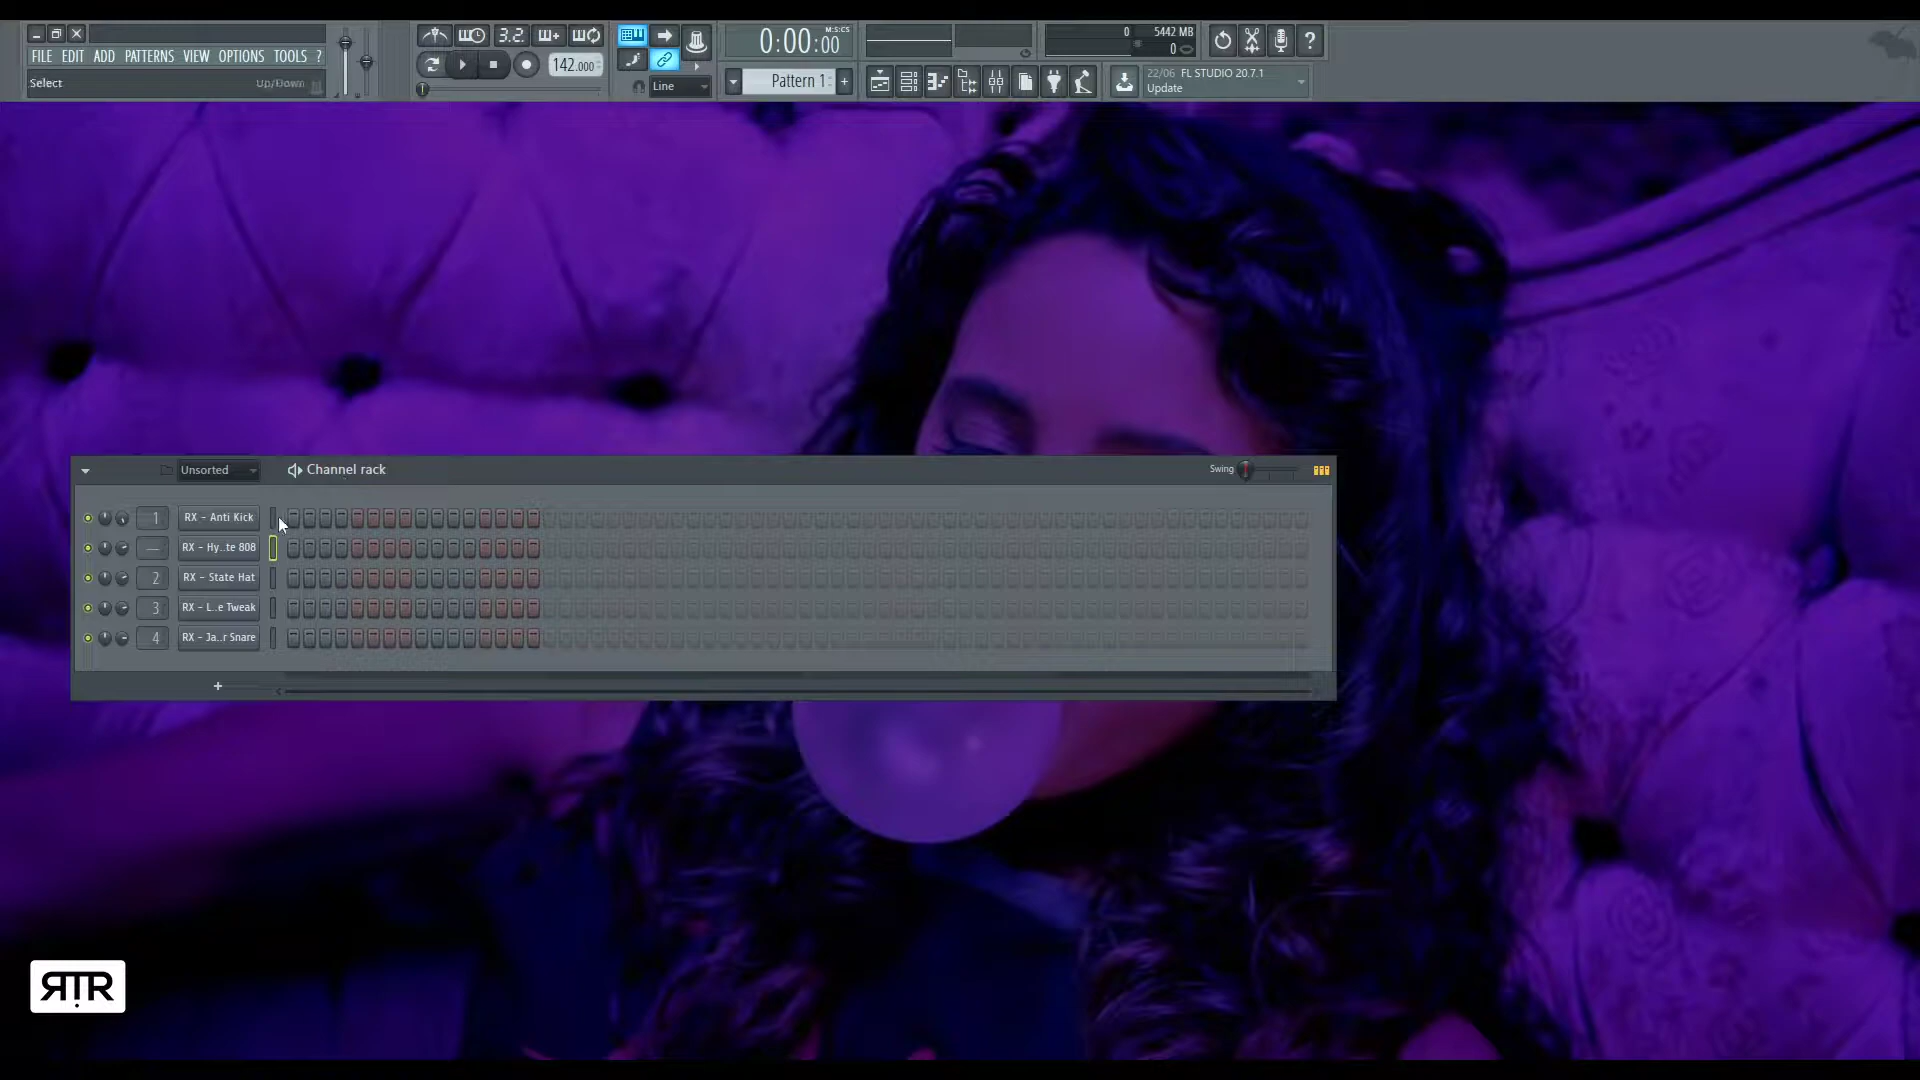 FILE EDIT ADD PATTERNS VIEW OPTIONS TOOLS ?
Select Up/Down
3.2
142.000
Line
0:00:00
M:S:CS
Pattern 1
0 5442 MB
0
?
22/06 FL STUDIO 20.7.1
Update
Unsorted
Channel rack
Swing
1 RX – Anti Kick
— RX – Hy..te 808
2 RX – State Hat
3 RX – L..e Tweak
4 RX – Ja..r Snare
+
RTR